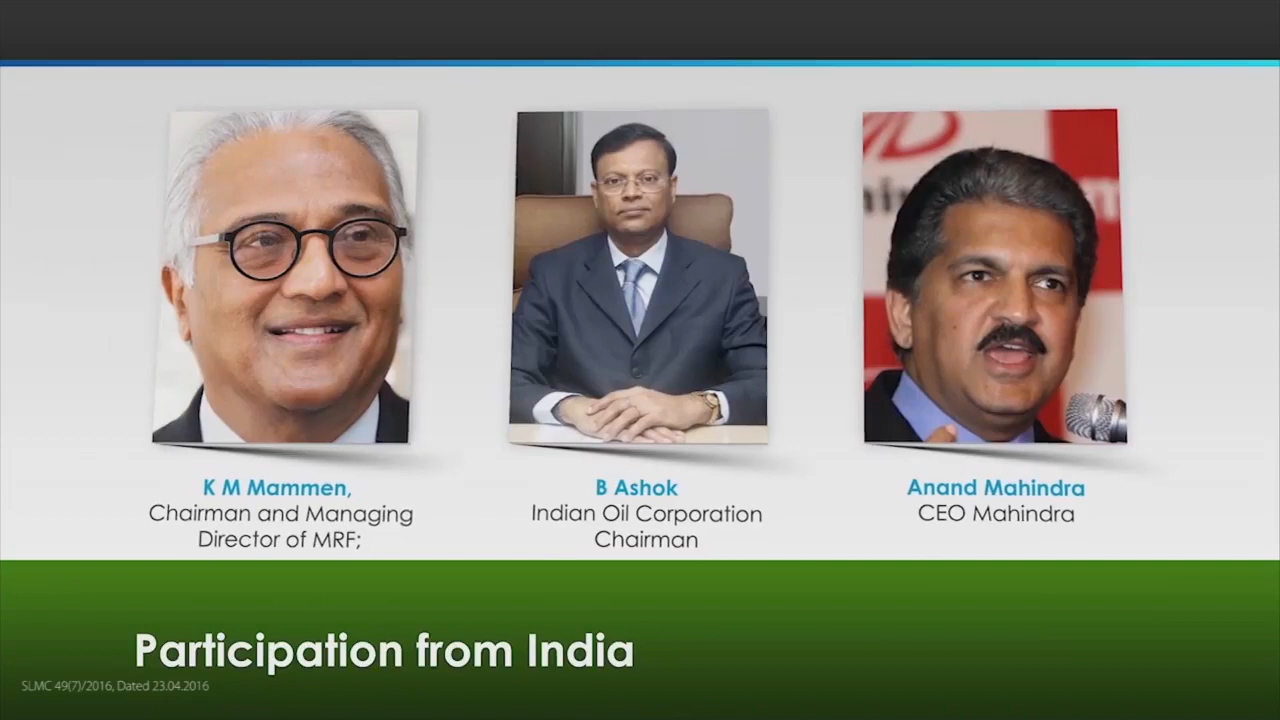 K M Mammen,
Chairman and Managing
Director of MRF;
B Ashok
Indian Oil Corporation
Chairman
Anand Mahindra
CEO Mahindra
Participation from India
SLMC 49(7)/2016, Dated 23.04.2016